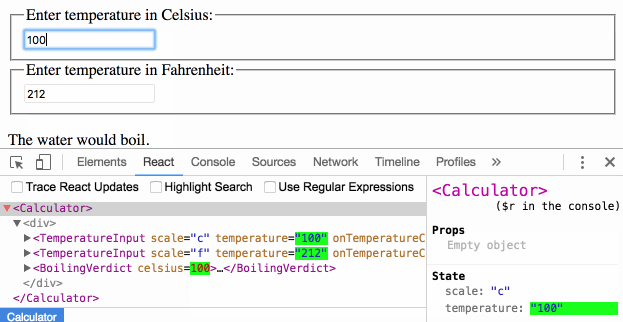 Enter temperature in Celsius:
100
Enter temperature in Fahrenheit:
212
The water would boil.
Elements React Console Sources Network Timeline Profiles »
Trace React Updates Highlight Search Use Regular Expressions
▼<Calculator>
▼<div>
▶<TemperatureInput scale="c" temperature="100" onTemperatureC
▶<TemperatureInput scale="f" temperature="212" onTemperatureC
▶<BoilingVerdict celsius=100>…</BoilingVerdict>
</div>
</Calculator>
Calculator
<Calculator>
($r in the console)
Props
Empty object
State
scale: "c"
temperature: "100"